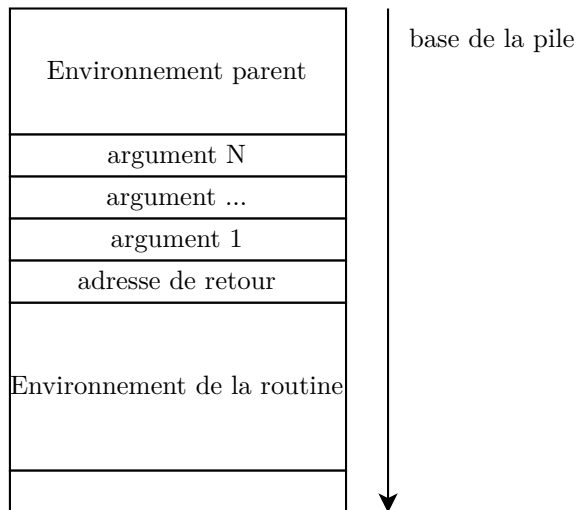 base de la pile
Environnement parent
argument N
argument ...
argument 1
adresse de retour
Environnement de la routine